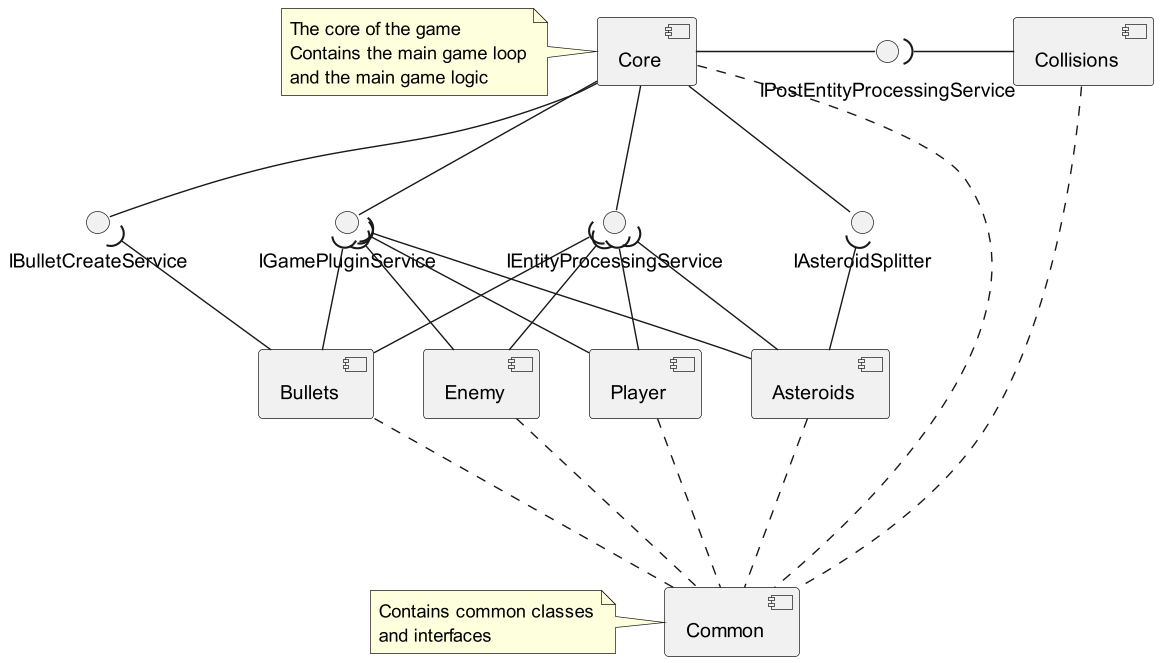 The core of the game
Contains the main game loop
and the main game logic
Core
Collisions
IPostEntityProcessingService
IBulletCreateService
IGamePluginService
IEntityProcessingService
IAsteroidSplitter
Bullets
Enemy
Player
Asteroids
Contains common classes
and interfaces
Common